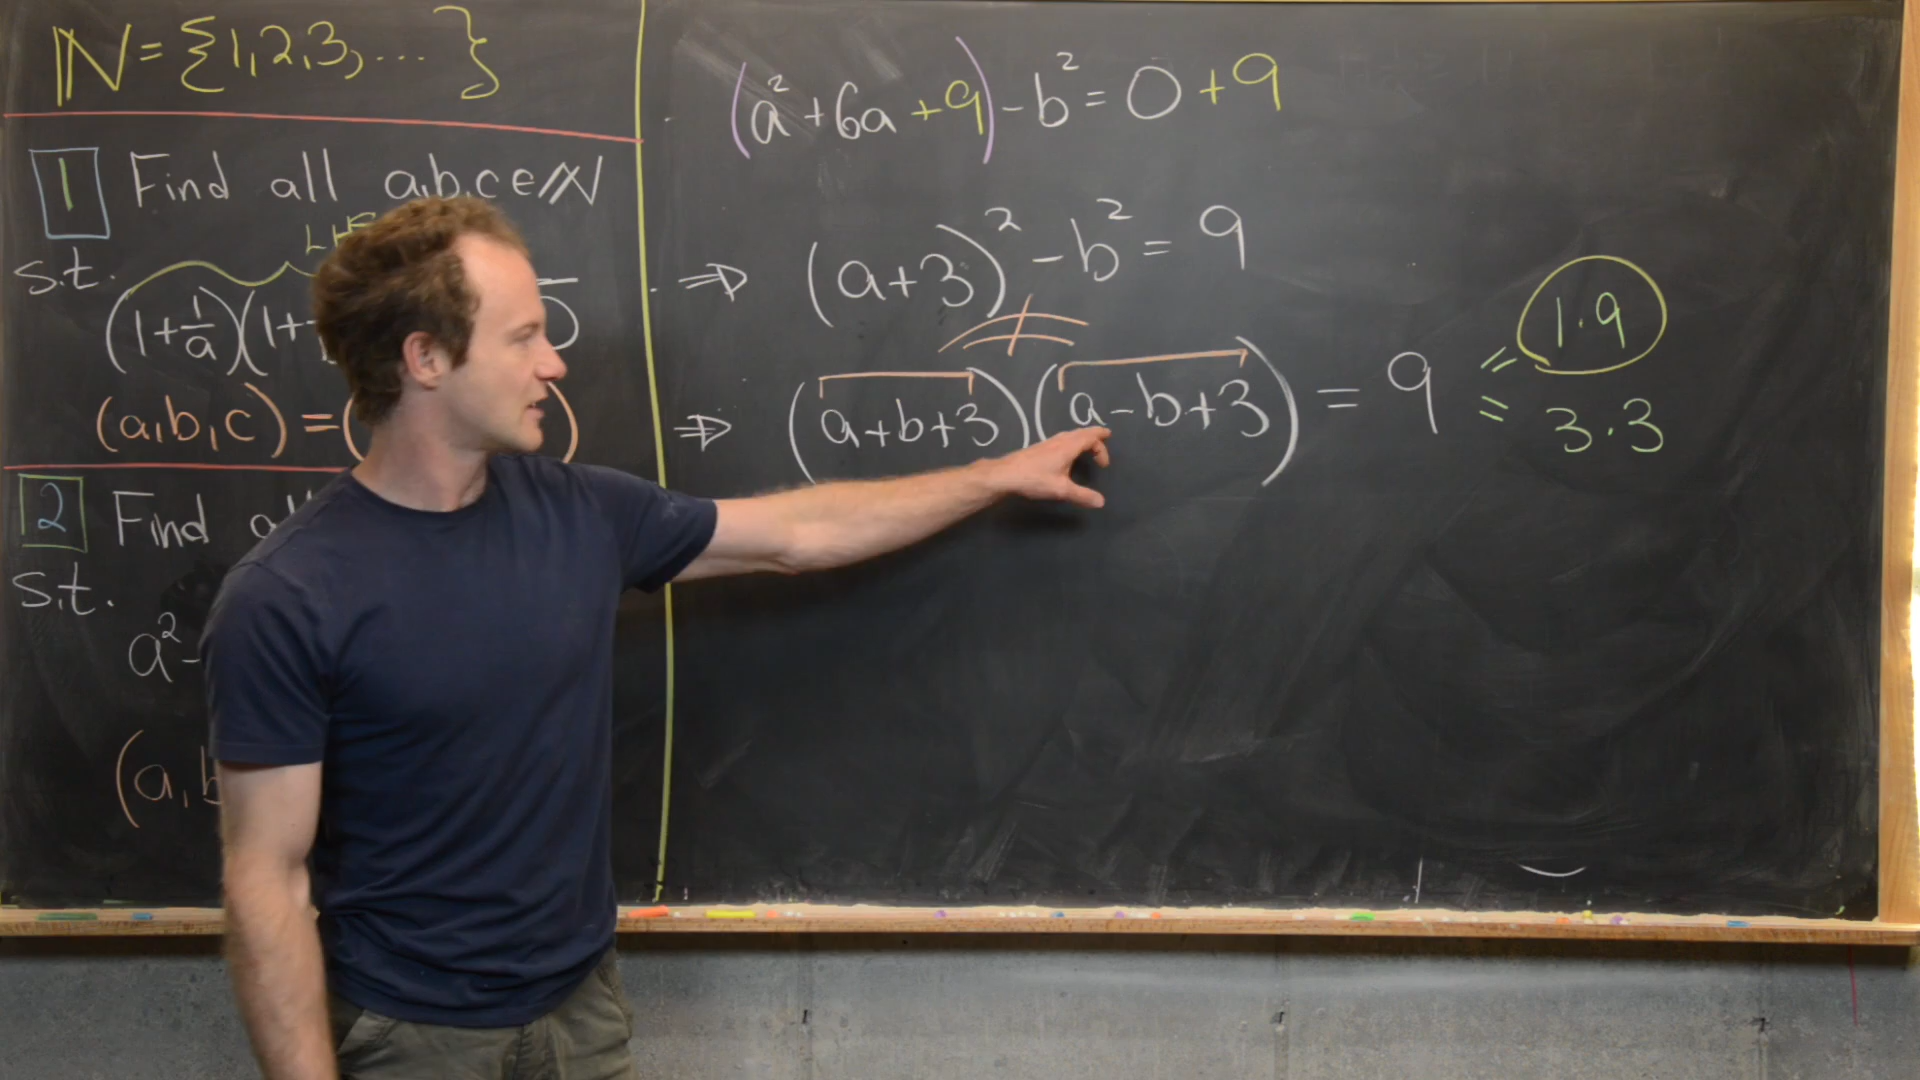 ℕ = {1,2,3, ... }
1 Find all a,b,c ∈ ℕ
s.t.
(1+1/a)(1+
(a,b,c) = ( )
2 Find
s.t.
a² -
(a, b
(a² + 6a + 9) - b² = 0 + 9
⇒ (a+3)² - b² = 9
⇒ (a+b+3)(a-b+3) = 9 = 1·9
= 3·3